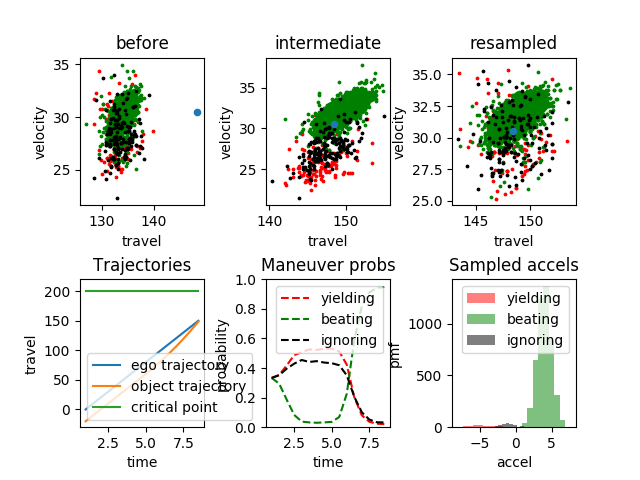 before
intermediate
resampled
35
30
25
velocity
130
140
travel
35
30
25
velocity
140
150
travel
35.0
32.5
30.0
27.5
25.0
velocity
145
150
travel
Trajectories
Maneuver probs
Sampled accels
200
150
100
50
0
travel
ego trajectory
object trajectory
critical point
2.5
5.0
7.5
time
1.0
0.8
0.6
0.4
0.2
0.0
probability
yielding
beating
ignoring
2.5
5.0
7.5
time
1000
500
0
pmf
yielding
beating
ignoring
−5
0
5
accel